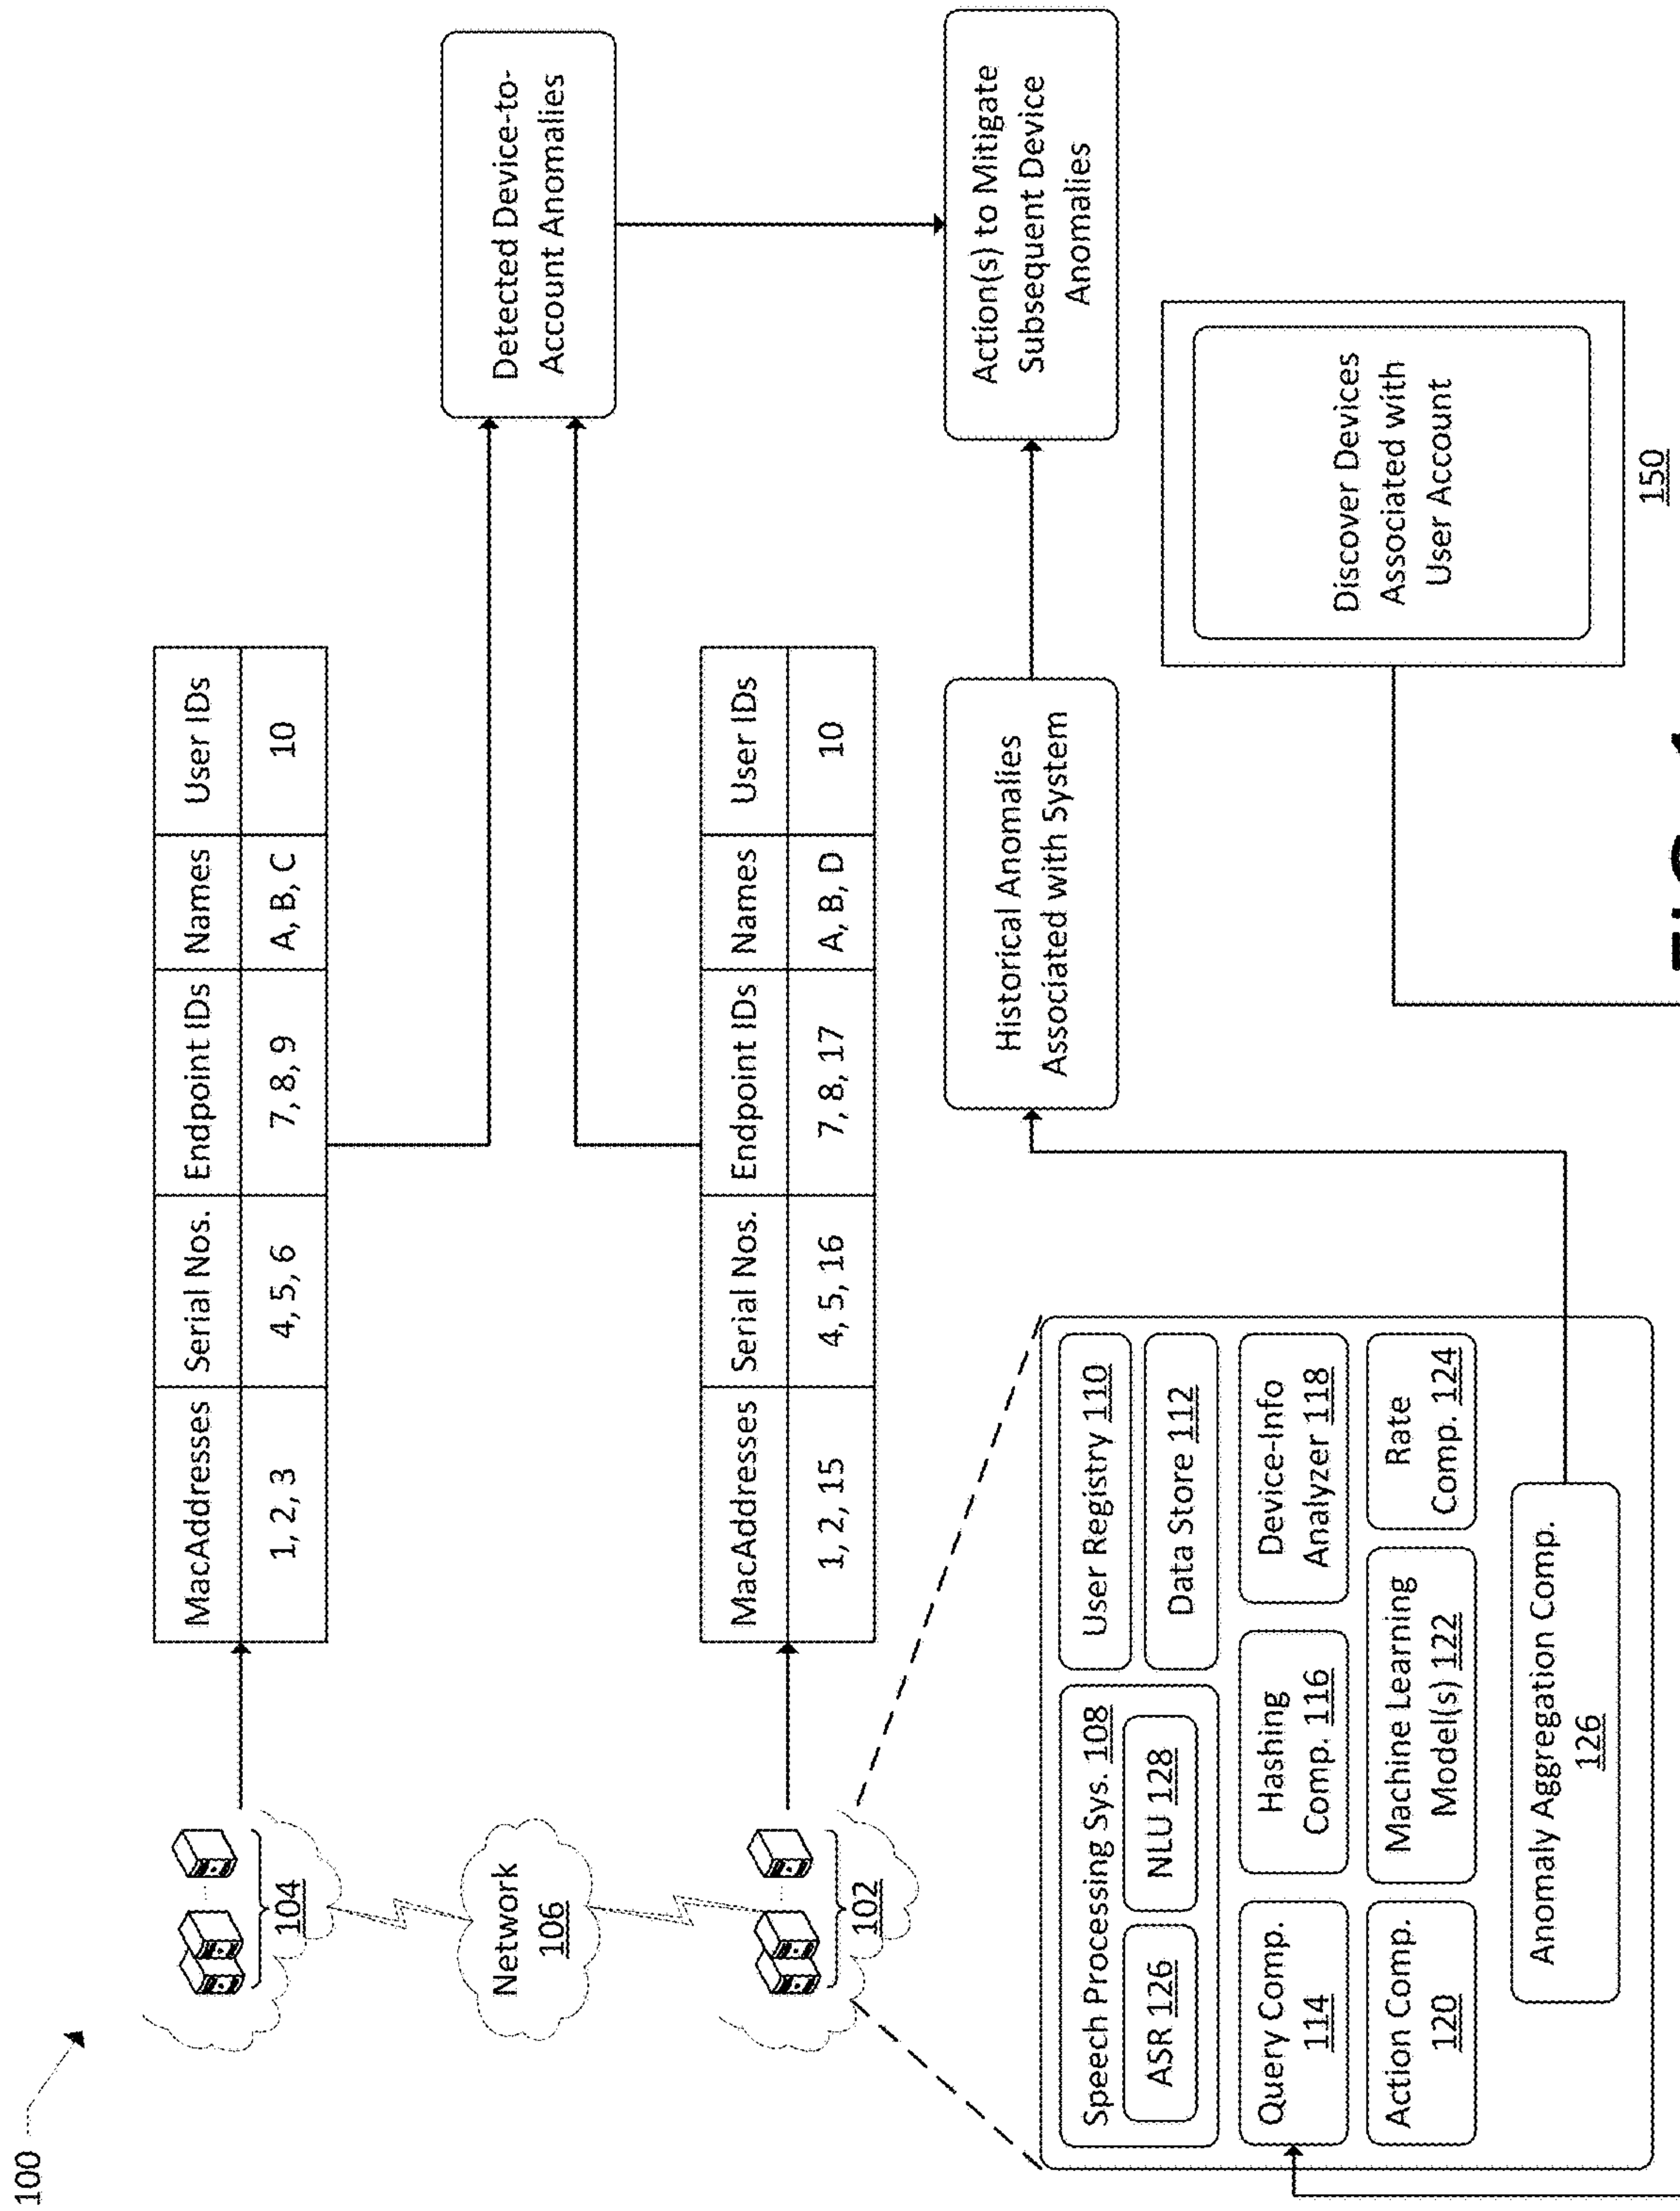 100
104
MacAddresses Serial Nos. Endpoint IDs Names User IDs
1, 2, 3 4, 5, 6 7, 8, 9 A, B, C 10
Detected Device-to-
Account Anomalies
Network
106
102
MacAddresses Serial Nos. Endpoint IDs Names User IDs
1, 2, 15 4, 5, 16 7, 8, 17 A, B, D 10
Historical Anomalies
Associated with System
Action(s) to Mitigate
Subsequent Device
Anomalies
Speech Processing Sys. 108
ASR 126
NLU 128
User Registry 110
Data Store 112
Query Comp.
114
Hashing
Comp. 116
Device-Info
Analyzer 118
Action Comp.
120
Machine Learning
Model(s) 122
Rate
Comp. 124
Anomaly Aggregation Comp.
126
Discover Devices
Associated with
User Account
150